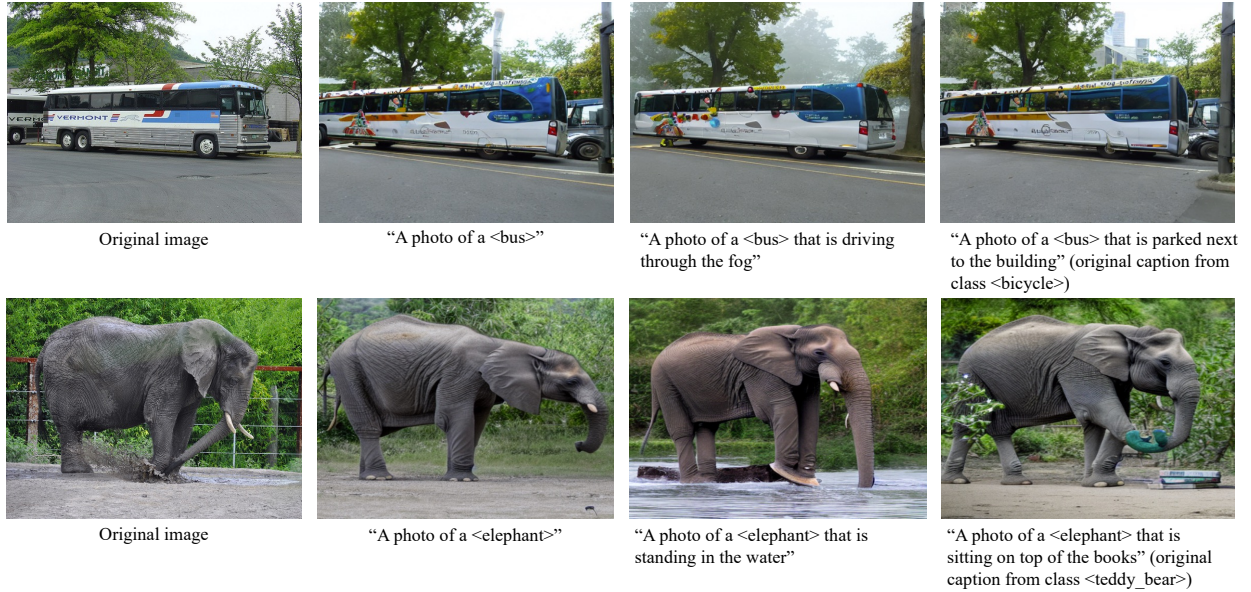 VERMONT
Original image
“A photo of a <bus>”
“A photo of a <bus> that is driving
through the fog”
“A photo of a <bus> that is parked next
to the building” (original caption from
class <bicycle>)
Original image
“A photo of a <elephant>”
“A photo of a <elephant> that is
standing in the water”
“A photo of a <elephant> that is
sitting on top of the books” (original
caption from class <teddy_bear>)